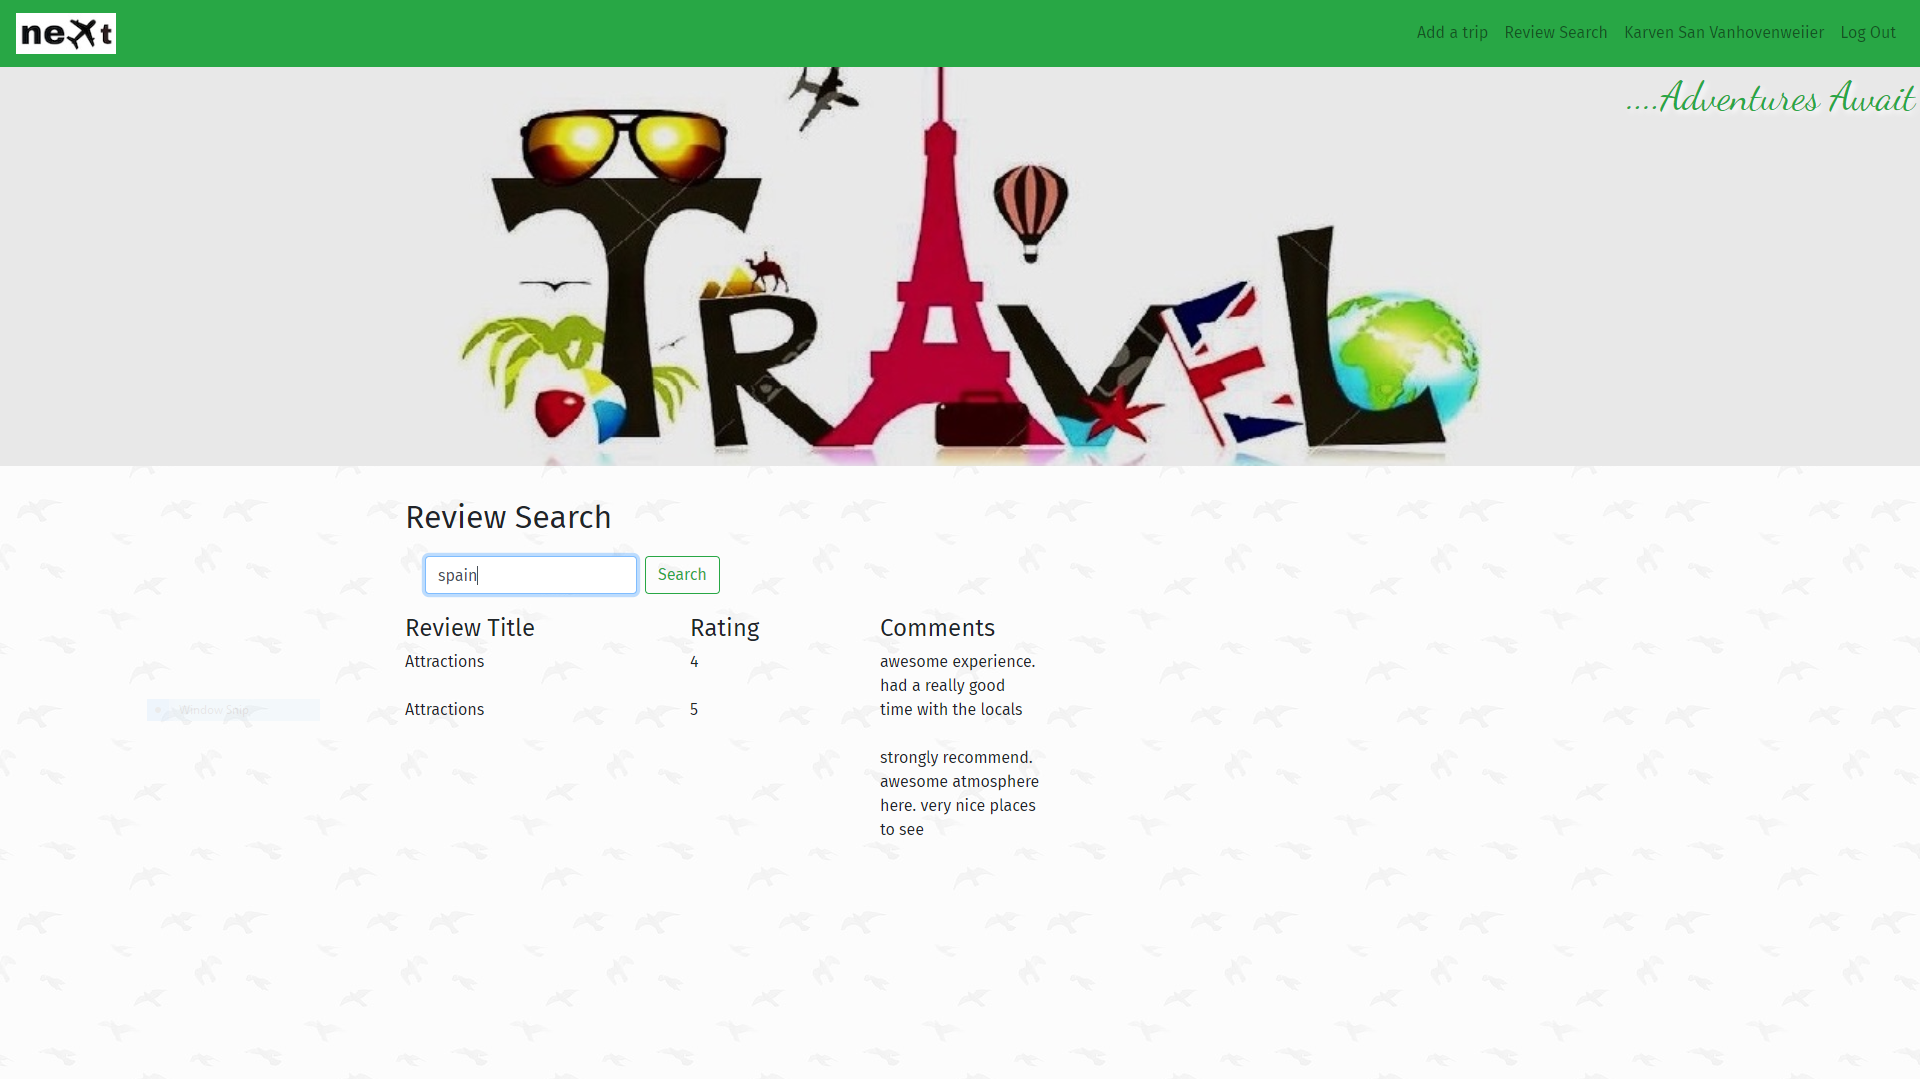 neXt
Add a trip
Review Search
Karven San Vanhovenweiier
Log Out
....Adventures Await
TRAVEL
Review Search
spain
Search
Review Title
Rating
Comments
Attractions
4
awesome experience.
had a really good
time with the locals
Attractions
5
strongly recommend.
awesome atmosphere
here. very nice places
to see
Window Snip